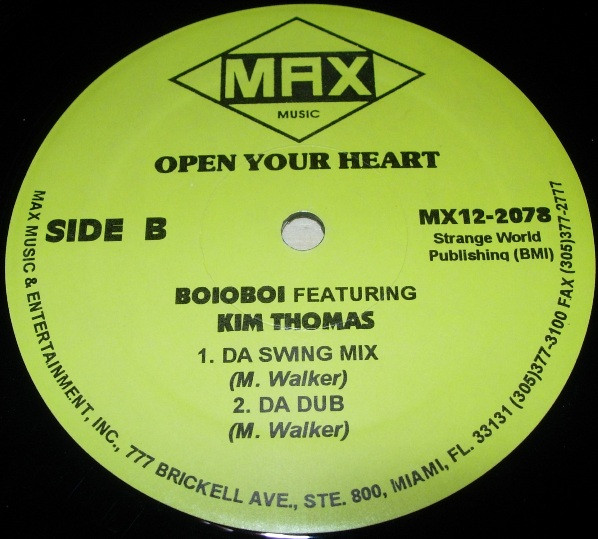 MAX
MUSIC
OPEN YOUR HEART
SIDE B
MX12-2078
Strange World
Publishing (BMI)
BOIOBOI FEATURING
KIM THOMAS
1. DA SWING MIX
(M. Walker)
2. DA DUB
(M. Walker)
MAX MUSIC & ENTERTAINMENT, INC., 777 BRICKELL AVE., STE. 800, MIAMI, FL. 33131 (305)377-3100 FAX (305)377-2777